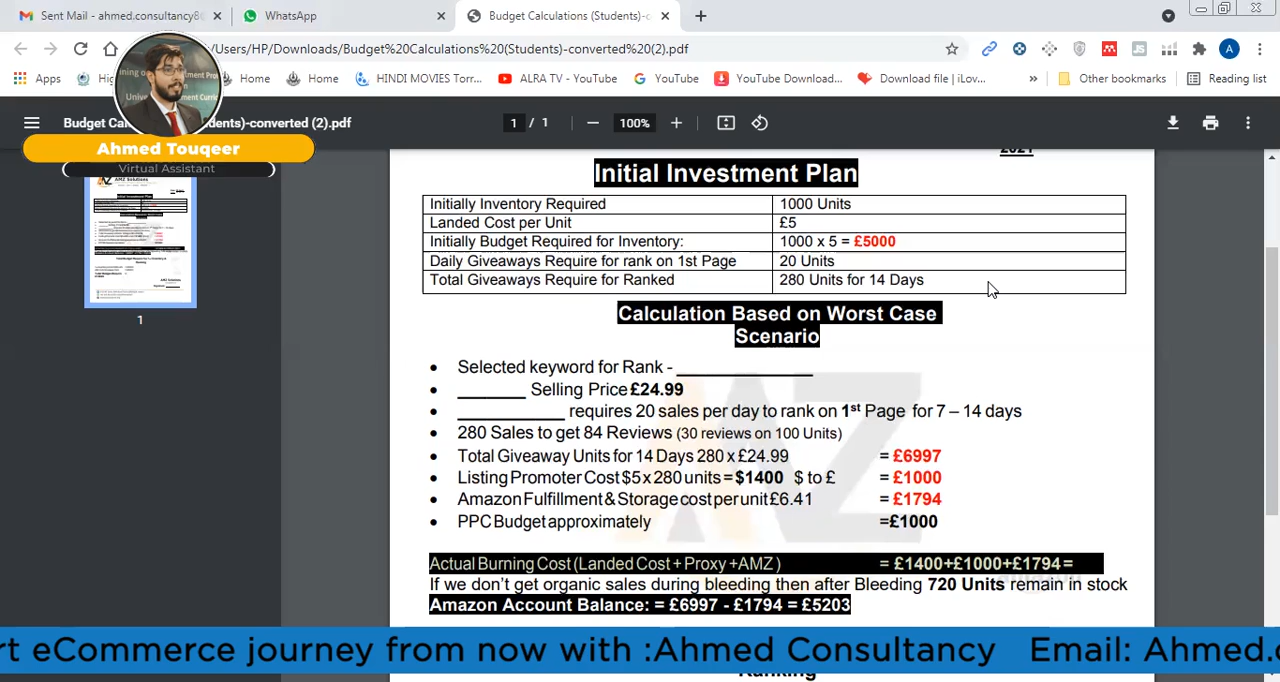 Sent Mail - ahmed.consultancy8
WhatsApp
Budget Calculations (Students)-c
/Users/HP/Downloads/Budget%20Calculations%20(Students)-converted%20(2).pdf
Apps
Home
Home
HINDI MOVIES Torr...
ALRA TV - YouTube
YouTube
YouTube Download...
Download file | iLov...
Other bookmarks
Reading list
Budget Cal
dents)-converted (2).pdf
1 / 1
100%
Ahmed Touqeer
Virtual Assistant
1
2021
Initial Investment Plan
Initially Inventory Required 1000 Units
Landed Cost per Unit £5
Initially Budget Required for Inventory: 1000 x 5 = £5000
Daily Giveaways Require for rank on 1st Page 20 Units
Total Giveaways Require for Ranked 280 Units for 14 Days
Calculation Based on Worst Case
Scenario
• Selected keyword for Rank - _______________
• _______ Selling Price £24.99
• ___________ requires 20 sales per day to rank on 1st Page for 7 – 14 days
• 280 Sales to get 84 Reviews (30 reviews on 100 Units)
• Total Giveaway Units for 14 Days 280 x £24.99 = £6997
• Listing Promoter Cost $5 x 280 units = $1400 $ to £ = £1000
• Amazon Fulfillment & Storage cost per unit £6.41 = £1794
• PPC Budget approximately =£1000
Actual Burning Cost (Landed Cost + Proxy +AMZ ) = £1400+£1000+£1794 =
If we don't get organic sales during bleeding then after Bleeding 720 Units remain in stock
Amazon Account Balance: = £6997 - £1794 = £5203
rt eCommerce journey from now with :Ahmed Consultancy Email: Ahmed.c
Ranking